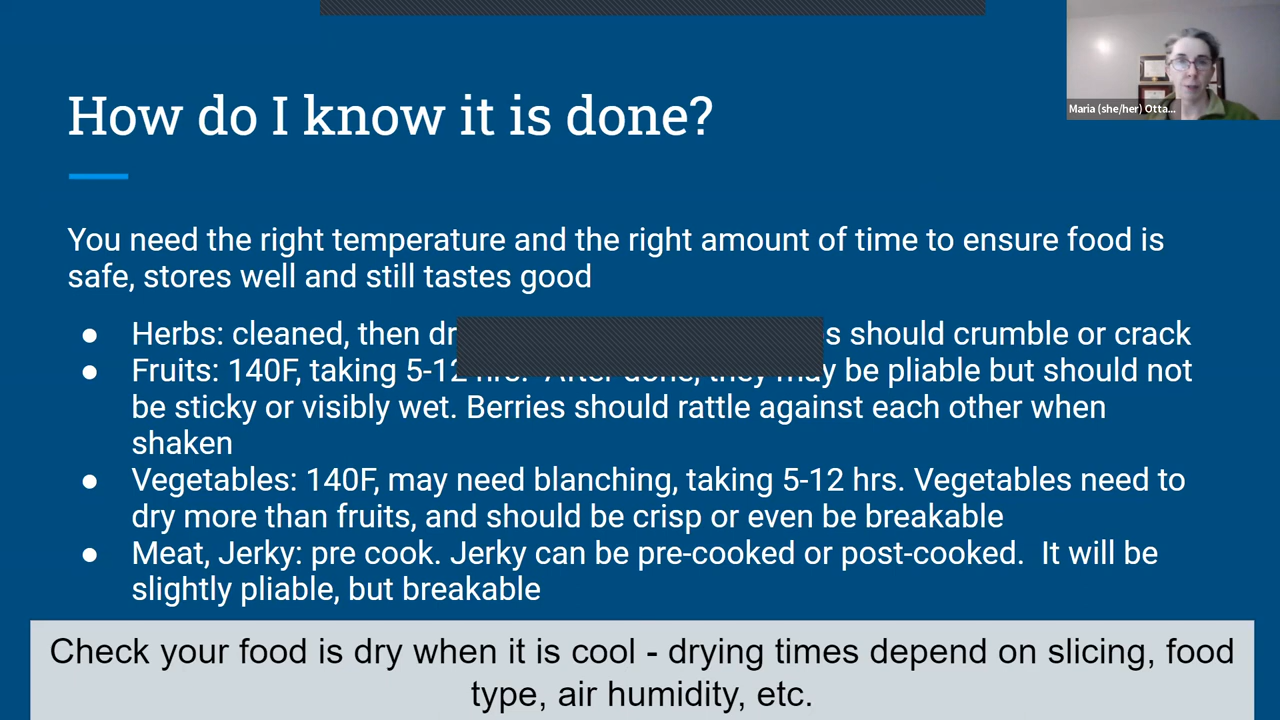 Maria (she/her) Otta...
How do I know it is done?
You need the right temperature and the right amount of time to ensure food is
safe, stores well and still tastes good
● Herbs: cleaned, then should crumble or crack
● Fruits: 140F, taking 5-12 hrs. After done, they may be pliable but should not
be sticky or visibly wet. Berries should rattle against each other when
shaken
● Vegetables: 140F, may need blanching, taking 5-12 hrs. Vegetables need to
dry more than fruits, and should be crisp or even be breakable
● Meat, Jerky: pre cook. Jerky can be pre-cooked or post-cooked. It will be
slightly pliable, but breakable
Check your food is dry when it is cool - drying times depend on slicing, food
type, air humidity, etc.